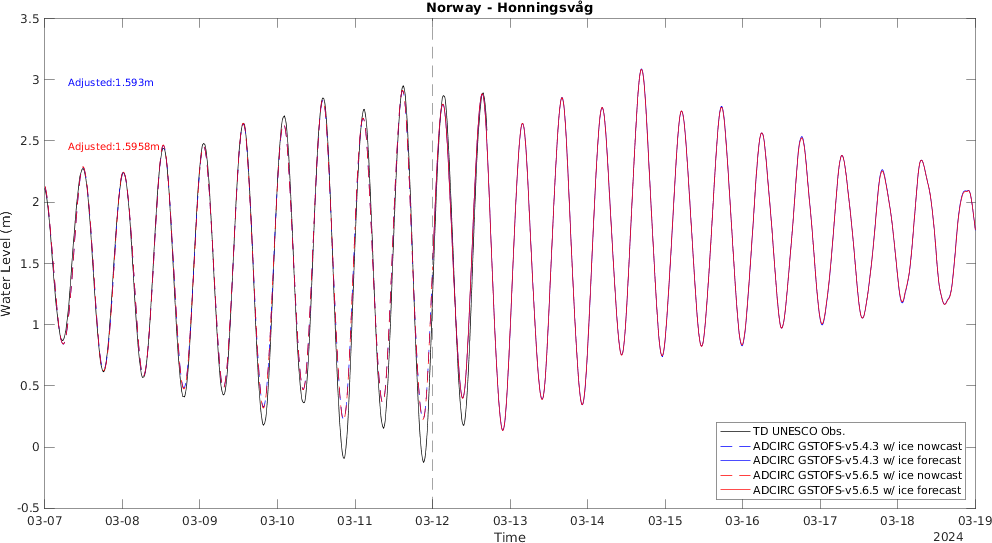 Norway - Honningsvåg
3.5
3
2.5
2
1.5
1
0.5
0
-0.5
Water Level (m)
Adjusted:1.593m
Adjusted:1.5958m
TD UNESCO Obs.
ADCIRC GSTOFS-v5.4.3 w/ ice nowcast
ADCIRC GSTOFS-v5.4.3 w/ ice forecast
ADCIRC GSTOFS-v5.6.5 w/ ice nowcast
ADCIRC GSTOFS-v5.6.5 w/ ice forecast
03-07 03-08 03-09 03-10 03-11 03-12 03-13 03-14 03-15 03-16 03-17 03-18 03-19
Time
2024